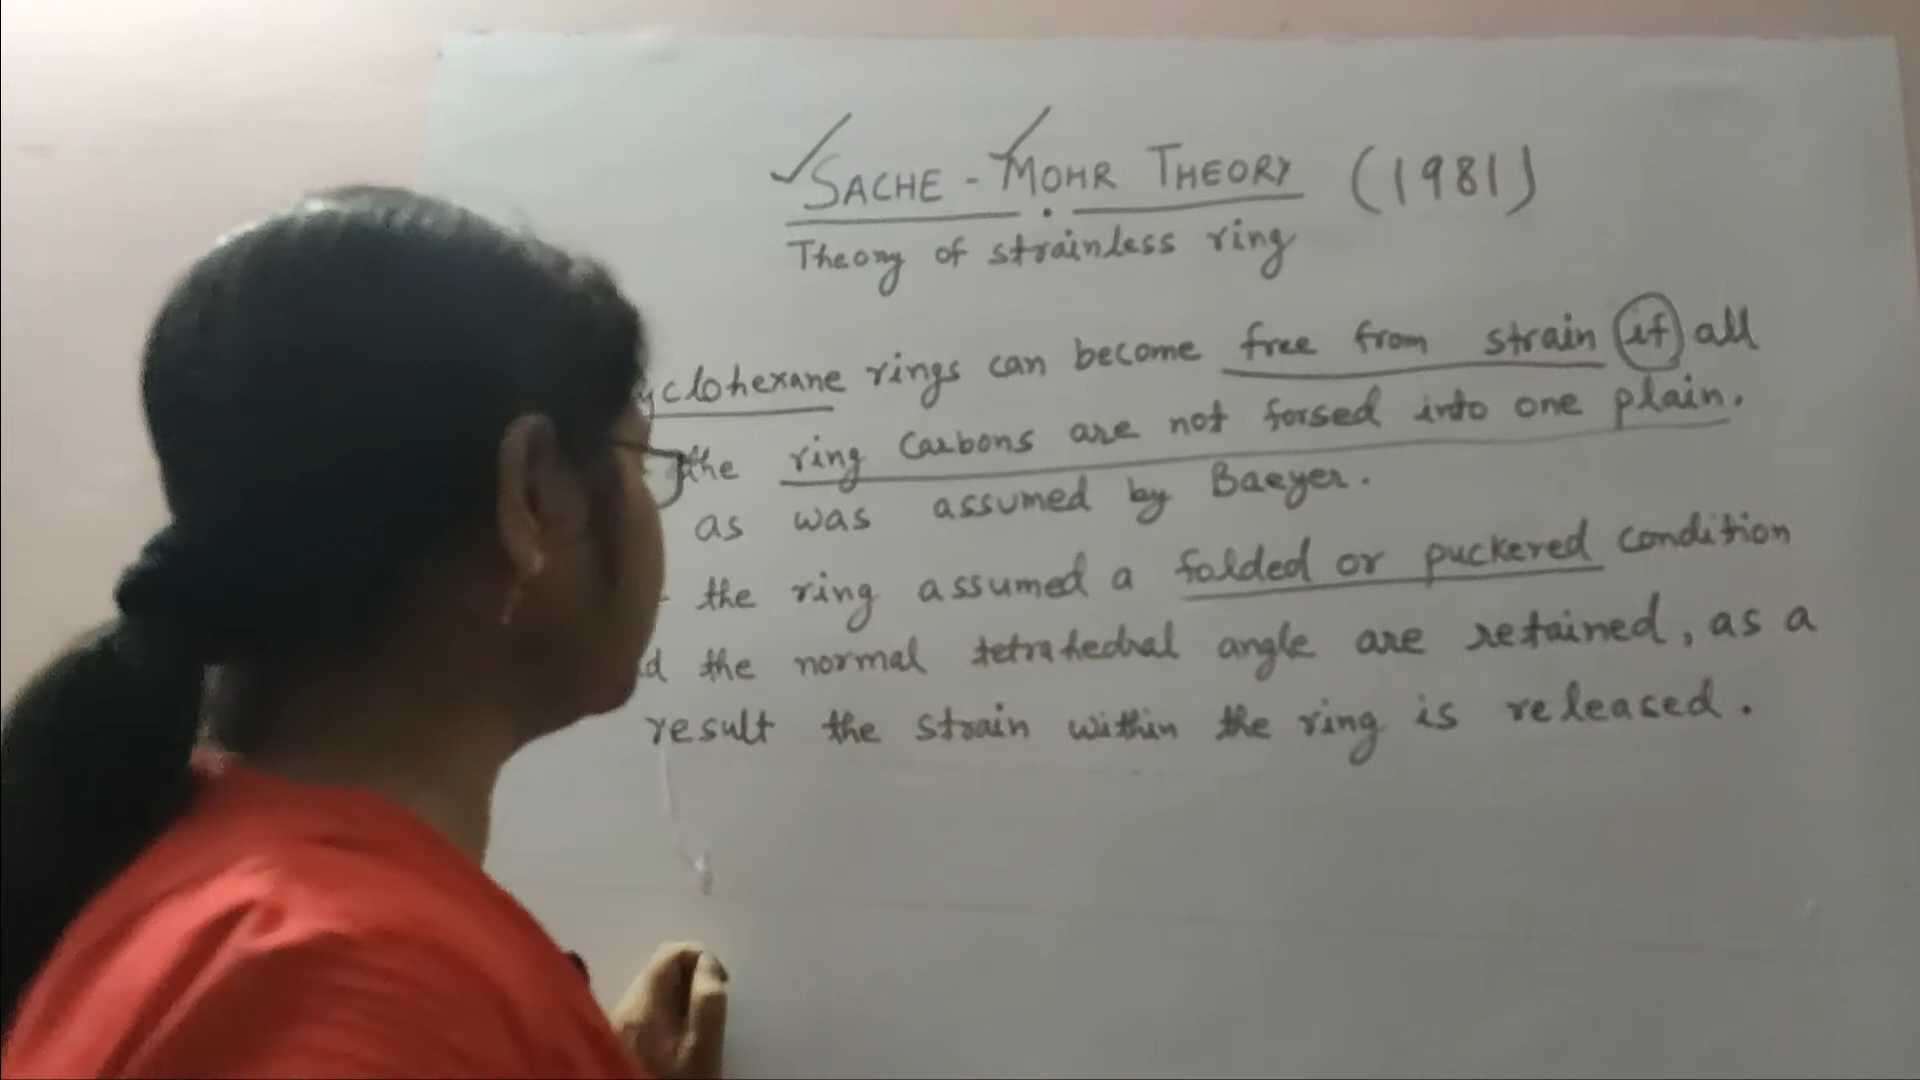 SACHE - MOHR THEORY (1981)
Theory of strainless ring
yclohexane rings can become free from strain if all
the ring Carbons are not forsed into one plain.
as was assumed by Baeyer.
the ring assumed a folded or puckered condition
d the normal tetrahedral angle are retained, as a
result the strain within the ring is released.